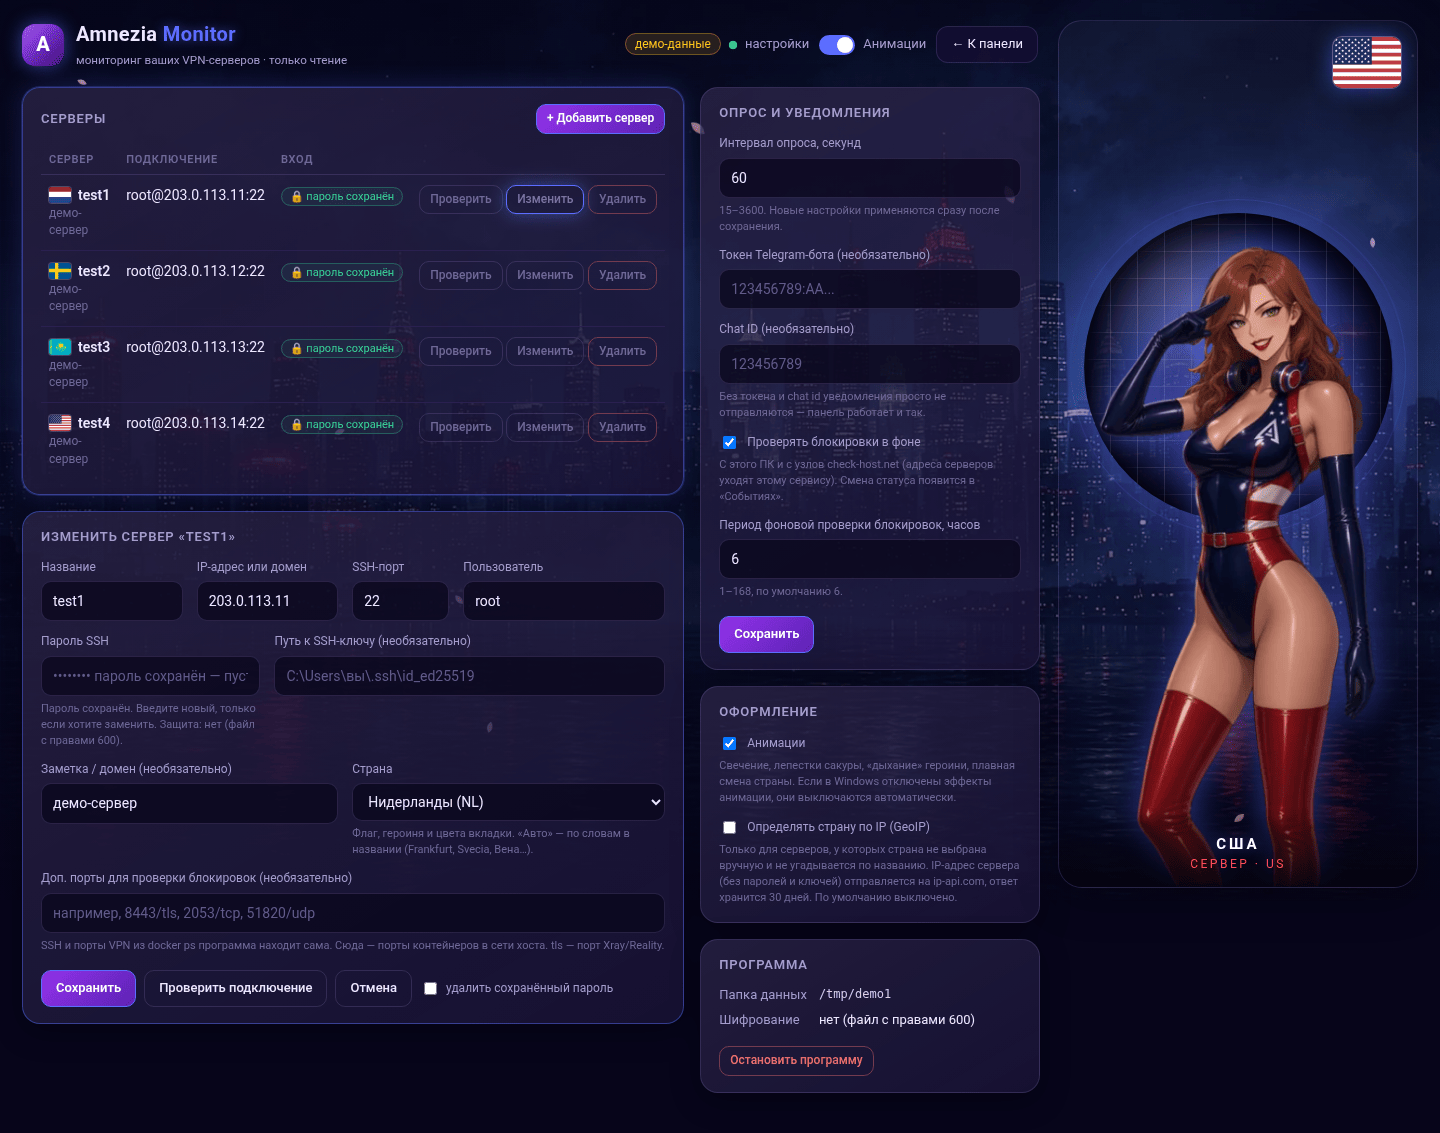 A
Amnezia Monitor
мониторинг ваших VPN-серверов · только чтение
демо-данные
настройки
Анимации
← К панели
СЕРВЕРЫ
+ Добавить сервер
СЕРВЕР ПОДКЛЮЧЕНИЕ ВХОД
test1 root@203.0.113.11:22 🔒 пароль сохранён Проверить Изменить Удалить
демо-
сервер
test2 root@203.0.113.12:22 🔒 пароль сохранён Проверить Изменить Удалить
демо-
сервер
test3 root@203.0.113.13:22 🔒 пароль сохранён Проверить Изменить Удалить
демо-
сервер
test4 root@203.0.113.14:22 🔒 пароль сохранён Проверить Изменить Удалить
демо-
сервер
ИЗМЕНИТЬ СЕРВЕР «TEST1»
Название IP-адрес или домен SSH-порт Пользователь
test1 203.0.113.11 22 root
Пароль SSH Путь к SSH-ключу (необязательно)
•••••••• пароль сохранён — пус C:\Users\вы\.ssh\id_ed25519
Пароль сохранён. Введите новый, только
если хотите заменить. Защита: нет (файл
с правами 600).
Заметка / домен (необязательно) Страна
демо-сервер Нидерланды (NL)
Флаг, героиня и цвета вкладки. «Авто» — по словам в
названии (Frankfurt, Svecia, Вена…).
Доп. порты для проверки блокировок (необязательно)
например, 8443/tls, 2053/tcp, 51820/udp
SSH и порты VPN из docker ps программа находит сама. Сюда — порты контейнеров в сети хоста. tls — порт Xray/Reality.
Сохранить Проверить подключение Отмена удалить сохранённый пароль
ОПРОС И УВЕДОМЛЕНИЯ
Интервал опроса, секунд
60
15–3600. Новые настройки применяются сразу после
сохранения.
Токен Telegram-бота (необязательно)
123456789:AA...
Chat ID (необязательно)
123456789
Без токена и chat id уведомления просто не
отправляются — панель работает и так.
Проверять блокировки в фоне
С этого ПК и с узлов check-host.net (адреса серверов
уходят этому сервису). Смена статуса появится в
«Событиях».
Период фоновой проверки блокировок, часов
6
1–168, по умолчанию 6.
Сохранить
ОФОРМЛЕНИЕ
Анимации
Свечение, лепестки сакуры, «дыхание» героини, плавная
смена страны. Если в Windows отключены эффекты
анимации, они выключаются автоматически.
Определять страну по IP (GeoIP)
Только для серверов, у которых страна не выбрана
вручную и не угадывается по названию. IP-адрес сервера
(без паролей и ключей) отправляется на ip-api.com, ответ
хранится 30 дней. По умолчанию выключено.
ПРОГРАММА
Папка данных /tmp/demo1
Шифрование нет (файл с правами 600)
Остановить программу
США
СЕРВЕР · US